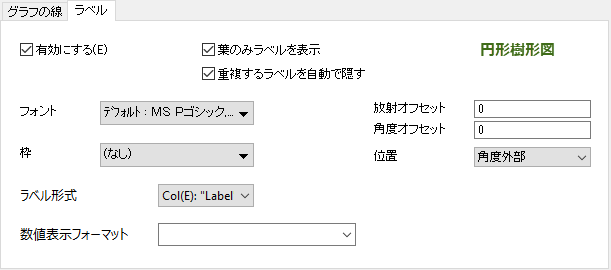 グラフの線 ラベル
有効にする(E) 葉のみラベルを表示 円形樹形図
重複するラベルを自動で隠す
フォント ﾃﾞﾌｫﾙﾄ : MS Pゴシック,... 放射オフセット 0
角度オフセット 0
枠 (なし) 位置 角度外部
ラベル形式 Col(E): "Label
数値表示フォーマット